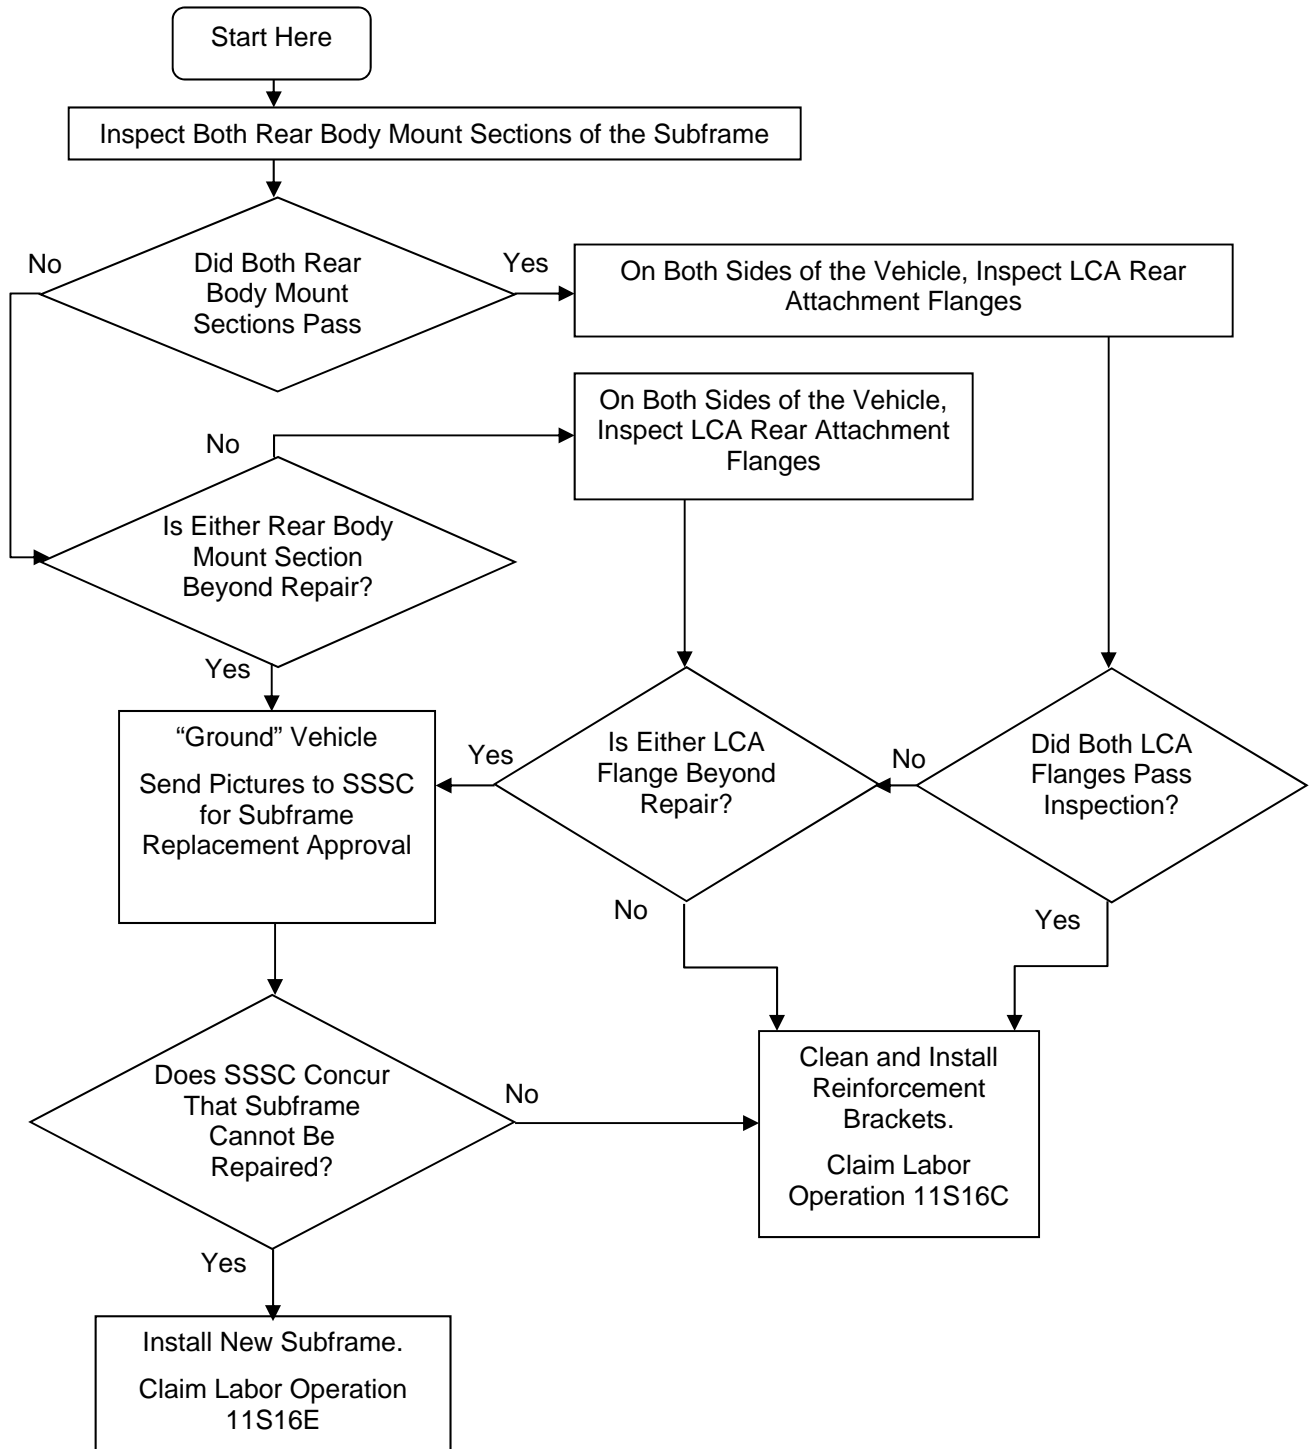 Start Here
Inspect Both Rear Body Mount Sections of the Subframe
No
Did Both Rear
Body Mount
Sections Pass
Yes
On Both Sides of the Vehicle, Inspect LCA Rear
Attachment Flanges
No
On Both Sides of the Vehicle,
Inspect LCA Rear Attachment
Flanges
Is Either Rear Body
Mount Section
Beyond Repair?
Yes
“Ground” Vehicle
Send Pictures to SSSC
for Subframe
Replacement Approval
Yes
Is Either LCA
Flange Beyond
Repair?
No
Did Both LCA
Flanges Pass
Inspection?
No
Yes
Does SSSC Concur
That Subframe
Cannot Be
Repaired?
No
Clean and Install
Reinforcement
Brackets.
Claim Labor
Operation 11S16C
Yes
Install New Subframe.
Claim Labor Operation
11S16E